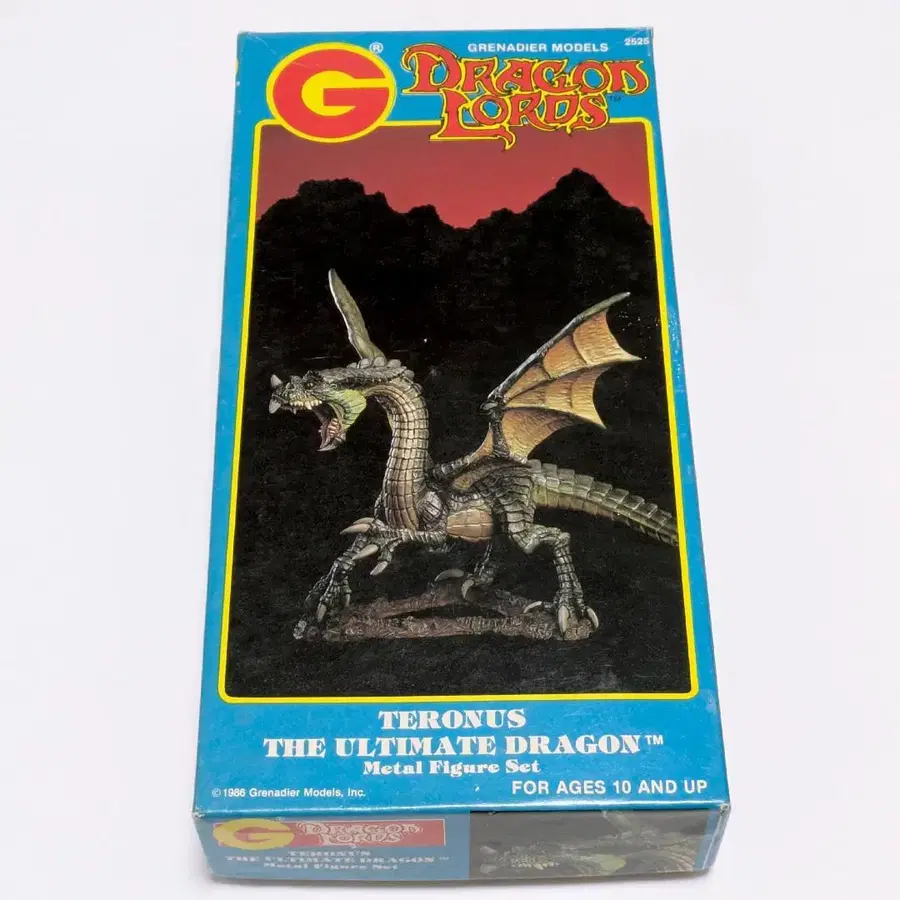 G®
GRENADIER MODELS
2525
DRAGON
LORDS™
TERONUS
THE ULTIMATE DRAGON™
Metal Figure Set
© 1986 Grenadier Models, Inc.
FOR AGES 10 AND UP
G
DRAGON
LORDS
TERONUS
THE ULTIMATE DRAGON™
Metal Figure Set